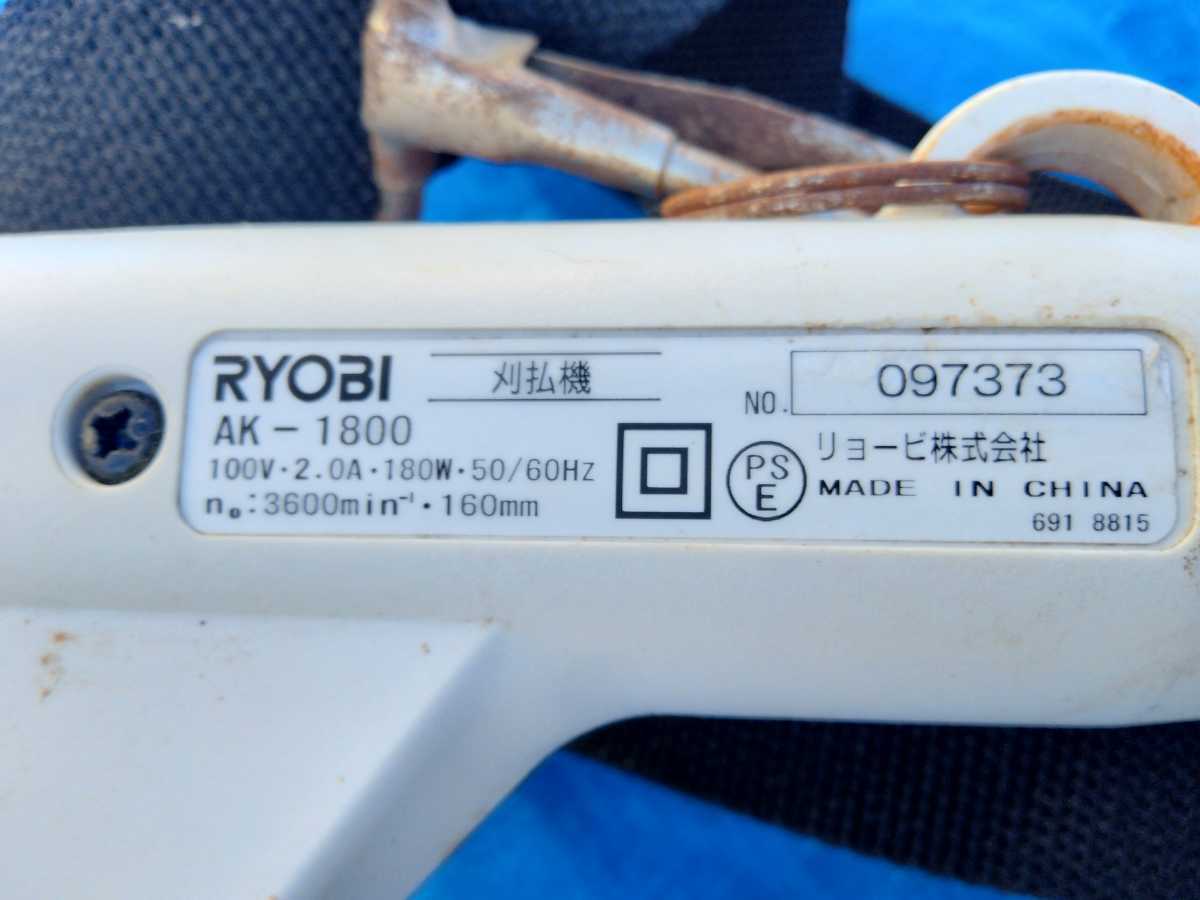 RYOBI
刈払機
NO. 097373
AK-1800
100V・2.0A・180W・50/60Hz
n₀:3600min⁻¹・160mm
PS
E
リョービ株式会社
MADE IN CHINA
691 8815